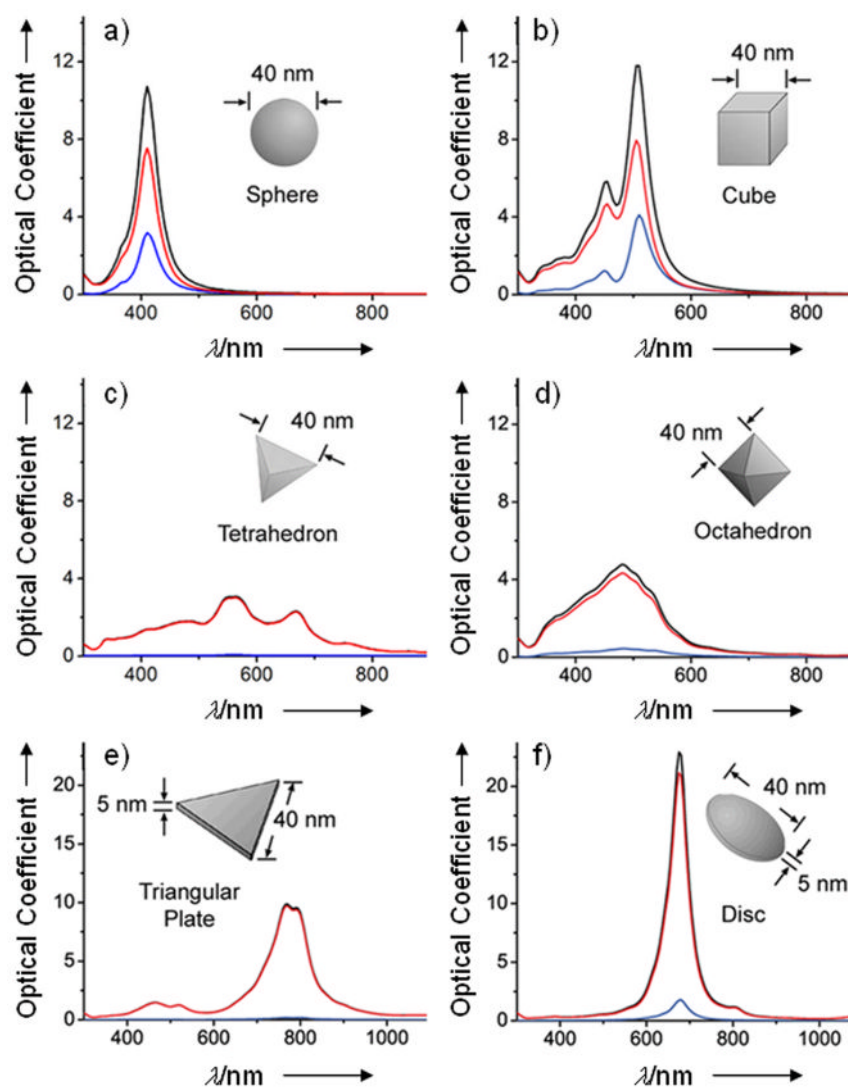 a)
Optical Coefficient
12
8
4
0
40 nm
Sphere
400 600 800
λ/nm
b)
Optical Coefficient
12
8
4
0
40 nm
Cube
400 600 800
λ/nm
c)
Optical Coefficient
12
8
4
0
40 nm
Tetrahedron
400 600 800
λ/nm
d)
Optical Coefficient
12
8
4
0
40 nm
Octahedron
400 600 800
λ/nm
e)
Optical Coefficient
20
15
10
5
0
5 nm
40 nm
Triangular
Plate
400 600 800 1000
λ/nm
f)
Optical Coefficient
20
15
10
5
0
40 nm
5 nm
Disc
400 600 800 1000
λ/nm